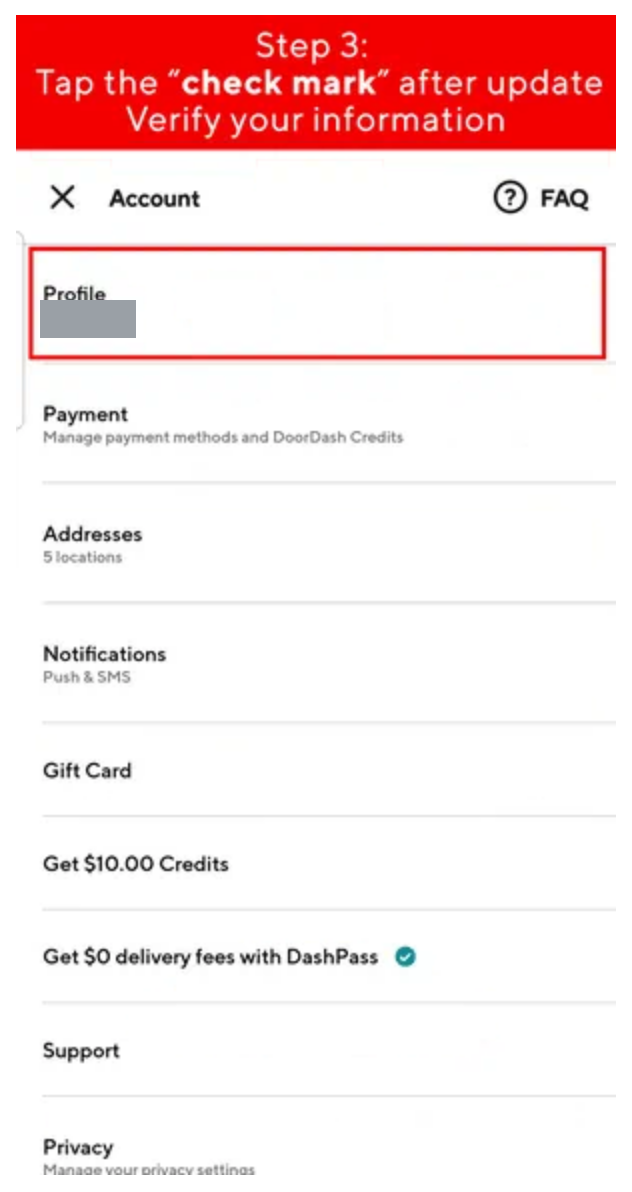 Step 3:
Tap the “check mark” after update
Verify your information
Account
? FAQ
Profile
Payment
Manage payment methods and DoorDash Credits
Addresses
5 locations
Notifications
Push & SMS
Gift Card
Get $10.00 Credits
Get $0 delivery fees with DashPass
Support
Privacy
Manage your privacy settings